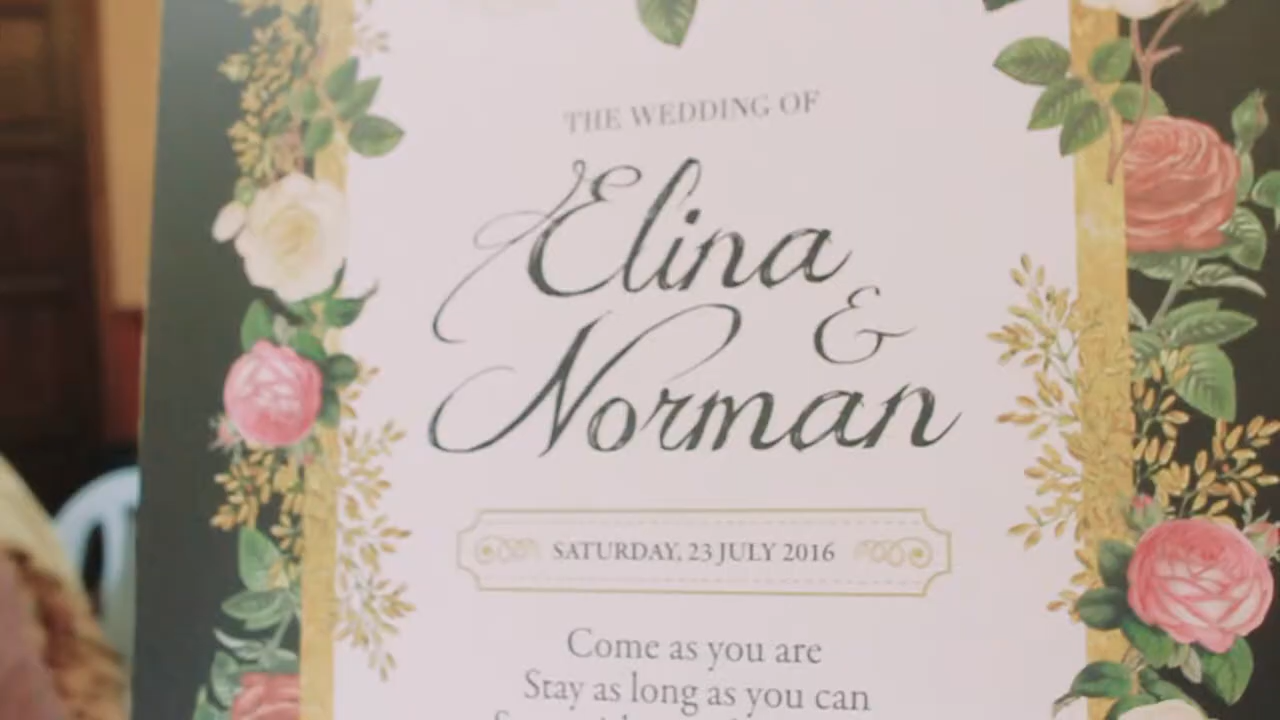 THE WEDDING OF
Elina
&
Norman
SATURDAY, 23 JULY 2016
Come as you are
Stay as long as you can